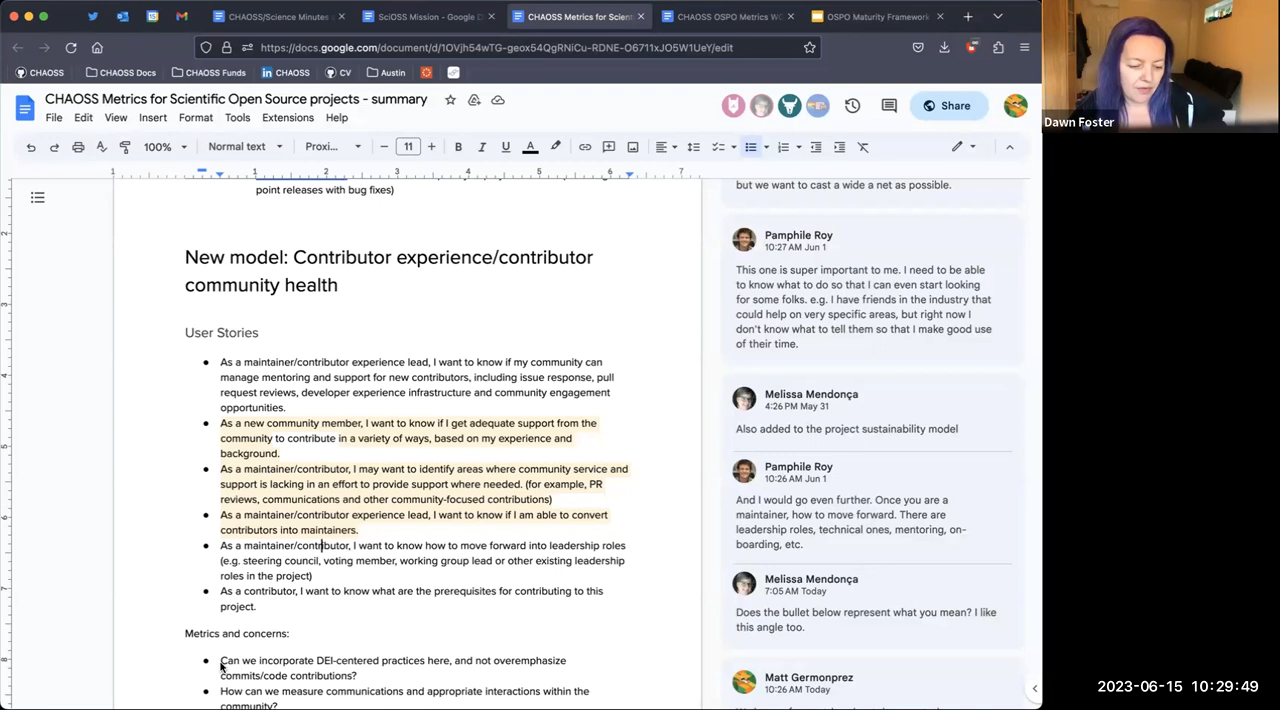 CHAOSS/Science Minutes
SciOSS Mission - Google D
CHAOSS Metrics for Scient
CHAOSS OSPO Metrics WG
OSPO Maturity Framework
https://docs.google.com/document/d/1OVjh54wTG-geox54QgRNiCu-RDNE-O6711xJO5W1UeY/edit
CHAOSS
CHAOSS Docs
CHAOSS Funds
CHAOSS
CV
Austin
CHAOSS Metrics for Scientific Open Source projects - summary
File Edit View Insert Format Tools Extensions Help
Share
100% Normal text Proxi... 11
1 1 2 3 4 5 6 7
point releases with bug fixes)
New model: Contributor experience/contributor
community health
User Stories
As a maintainer/contributor experience lead, I want to know if my community can
manage mentoring and support for new contributors, including issue response, pull
request reviews, developer experience infrastructure and community engagement
opportunities.
As a new community member, I want to know if I get adequate support from the
community to contribute in a variety of ways, based on my experience and
background.
As a maintainer/contributor, I may want to identify areas where community service and
support is lacking in an effort to provide support where needed. (for example, PR
reviews, communications and other community-focused contributions)
As a maintainer/contributor experience lead, I want to know if I am able to convert
contributors into maintainers.
As a maintainer/contributor, I want to know how to move forward into leadership roles
(e.g. steering council, voting member, working group lead or other existing leadership
roles in the project)
As a contributor, I want to know what are the prerequisites for contributing to this
project.
Metrics and concerns:
Can we incorporate DEI-centered practices here, and not overemphasize
commits/code contributions?
How can we measure communications and appropriate interactions within the
community?
but we want to cast a wide a net as possible.
Pamphile Roy
10:27 AM Jun 1
This one is super important to me. I need to be able
to know what to do so that I can even start looking
for some folks. e.g. I have friends in the industry that
could help on very specific areas, but right now I
don't know what to tell them so that I make good use
of their time.
Melissa Mendonça
4:26 PM May 31
Also added to the project sustainability model
Pamphile Roy
10:26 AM Jun 1
And I would go even further. Once you are a
maintainer, how to move forward. There are
leadership roles, technical ones, mentoring, on-
boarding, etc.
Melissa Mendonça
7:05 AM Today
Does the bullet below represent what you mean? I like
this angle too.
Matt Germonprez
10:26 AM Today
Dawn Foster
2023-06-15 10:29:49